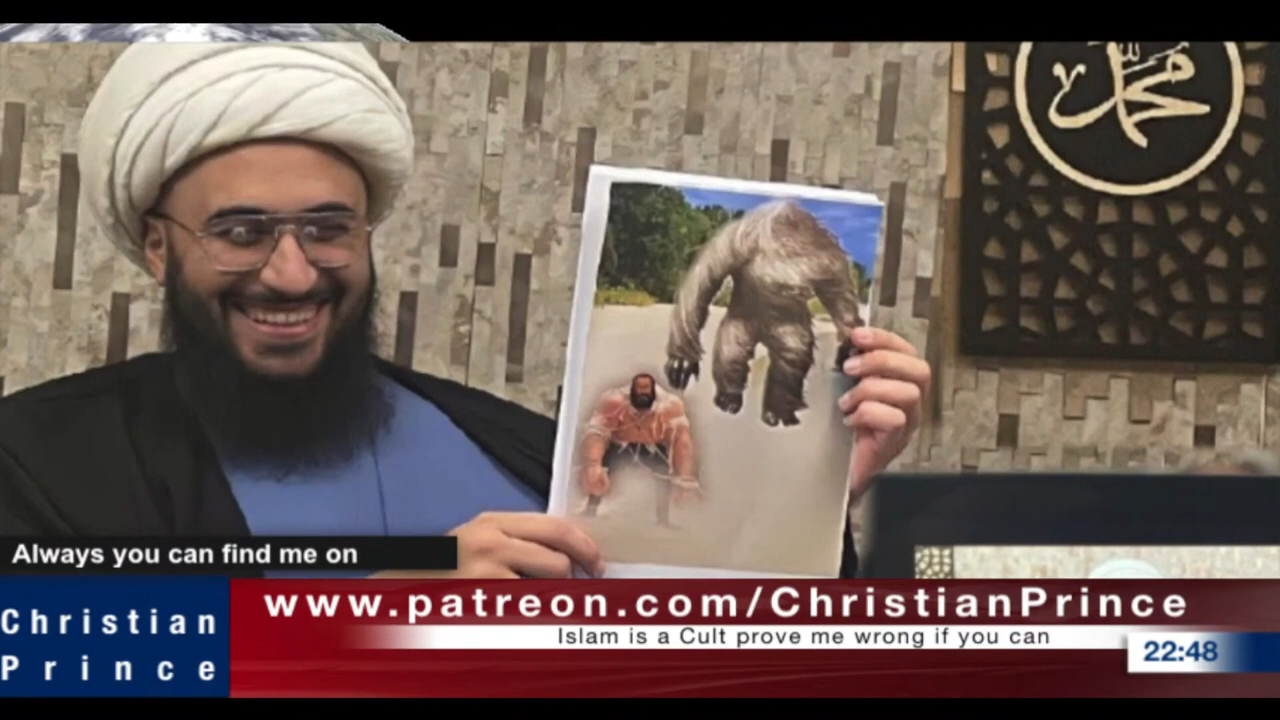 محمد
Always you can find me on
www.patreon.com/ChristianPrince
Christian
Prince
Islam is a Cult prove me wrong if you can
22:48